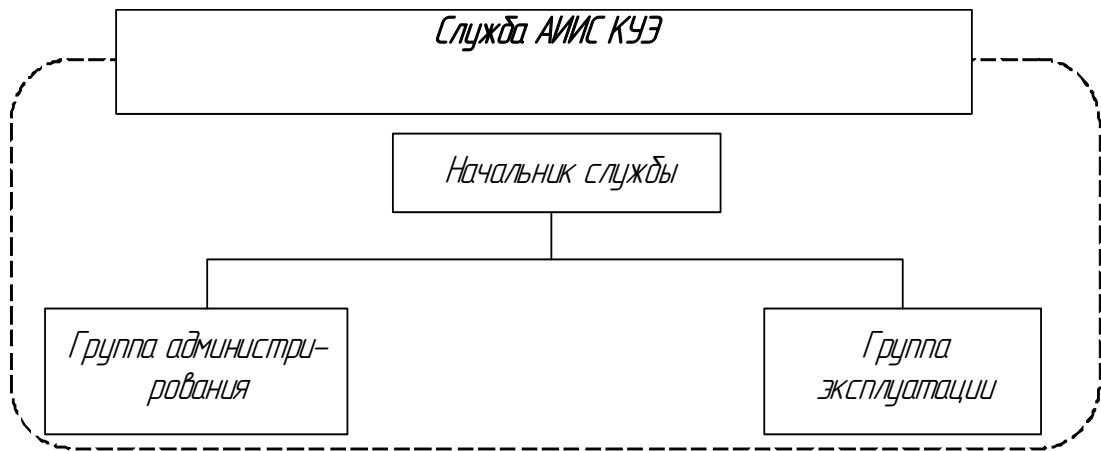 Служба АИИС КУЭ
Начальник службы
Группа администри-
рования
Группа
эксплуатации